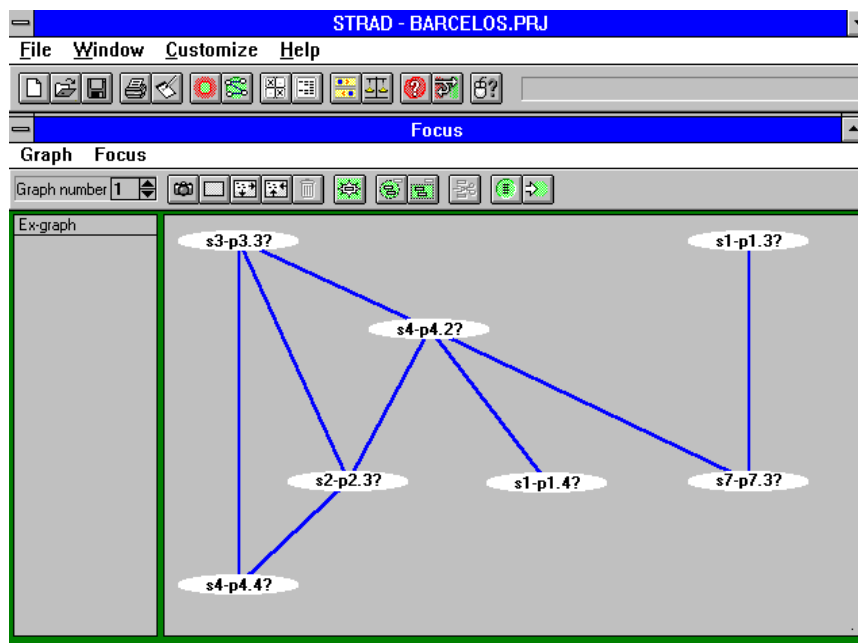 STRAD - BARCELOS.PRJ
File Window Customize Help
Focus
Graph Focus
Graph number 1
Ex-graph
s3-p3.3? s1-p1.3?
s4-p4.2?
s2-p2.3? s1-p1.4? s7-p7.3?
s4-p4.4?